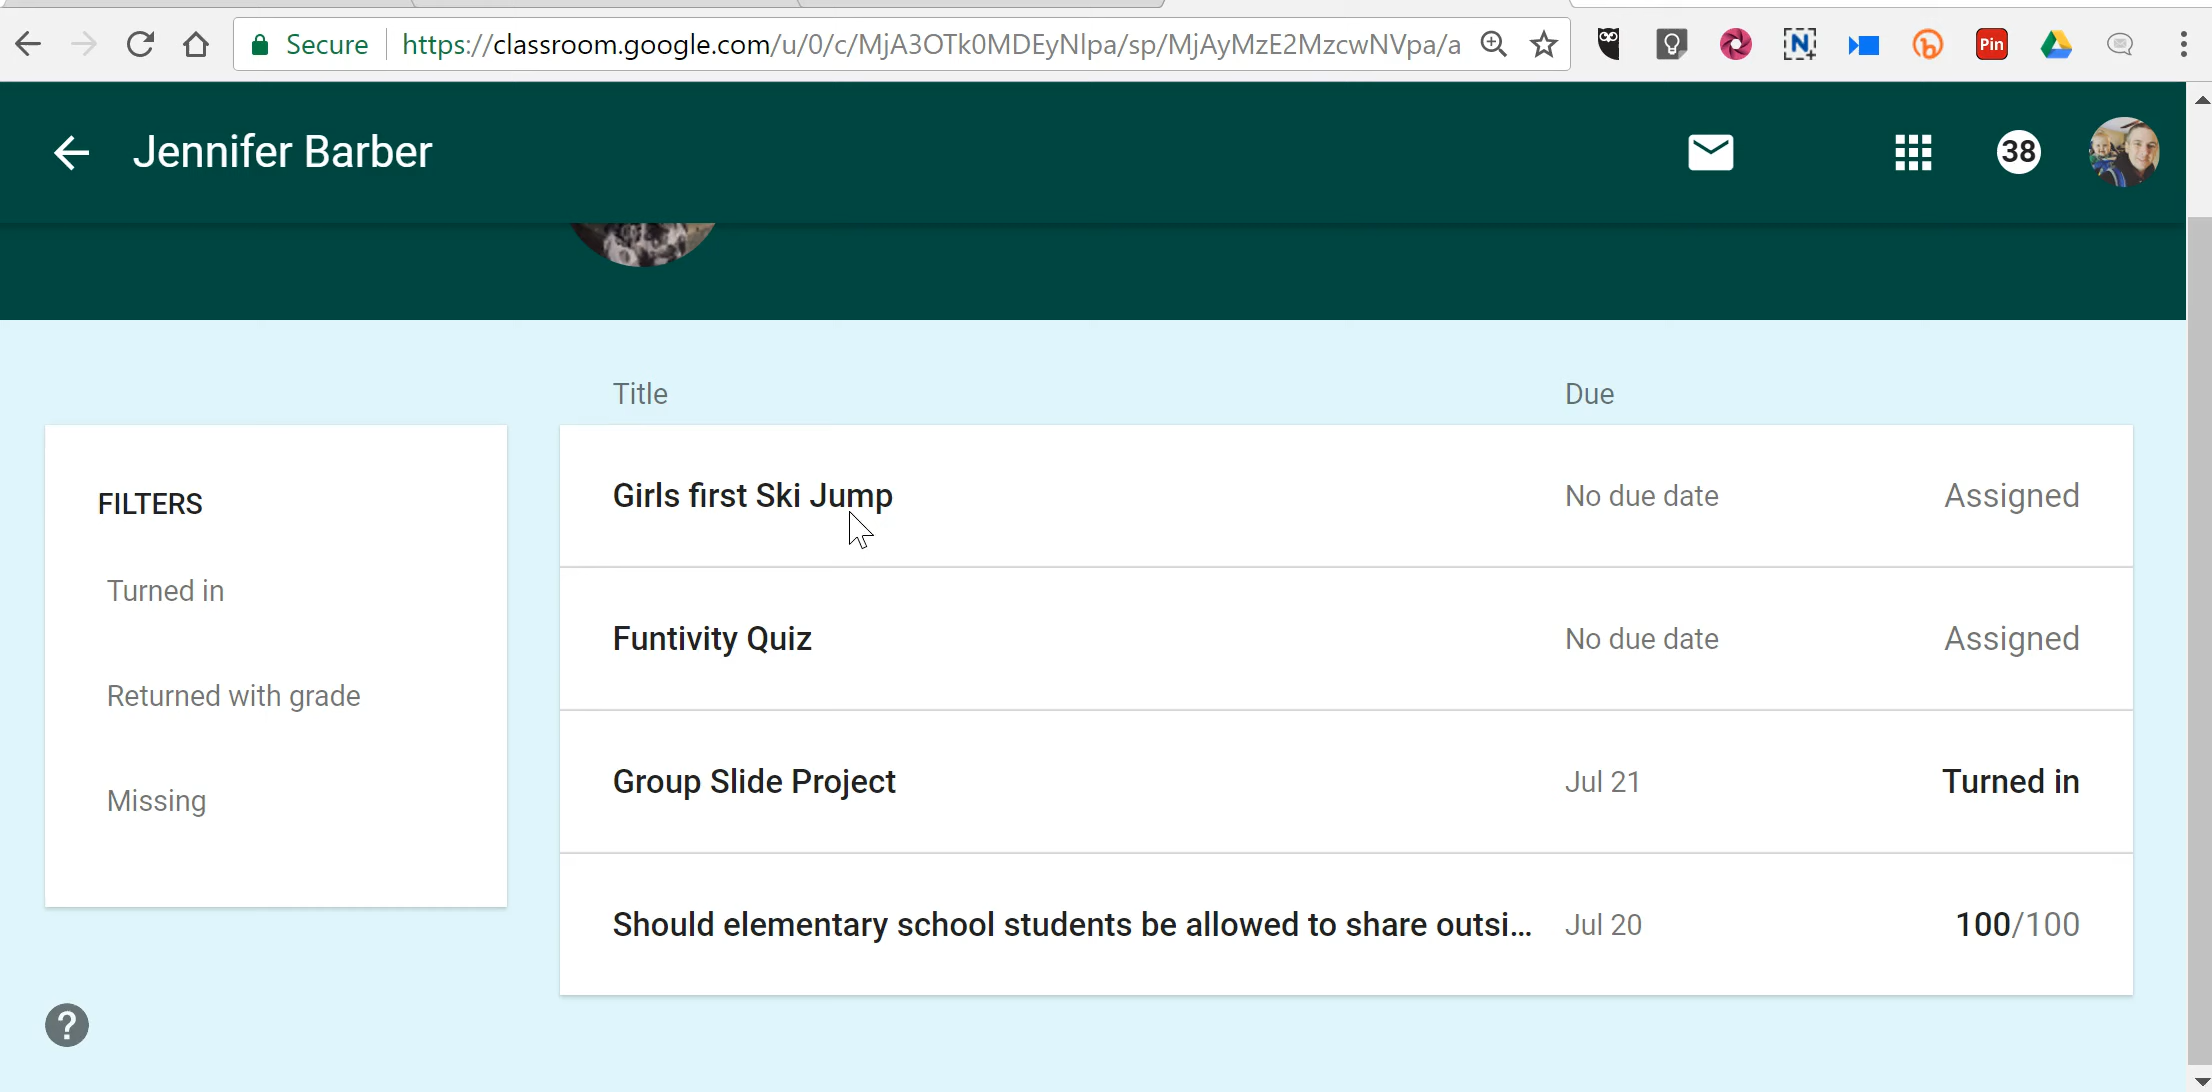 Secure https://classroom.google.com/u/0/c/MjA3OTk0MDEyNlpa/sp/MjAyMzE2MzcwNVpa/a
Pin
Jennifer Barber
38
Title Due
FILTERS
Turned in
Returned with grade
Missing
Girls first Ski Jump No due date Assigned
Funtivity Quiz No due date Assigned
Group Slide Project Jul 21 Turned in
Should elementary school students be allowed to share outsi... Jul 20 100/100
?